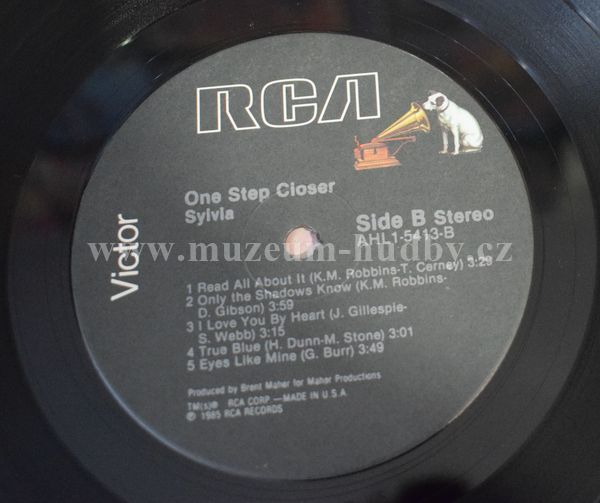 RCA
Victor
One Step Closer
Sylvia
Side B Stereo
AHL1-5413-B
www.muzeum-hudby.cz
1 Read All About It (K.M. Robbins-T. Cerney) 3:29
2 Only the Shadows Know (K.M. Robbins-
D. Gibson) 3:59
3 I Love You By Heart (J. Gillespie-
S. Webb) 3:15
4 True Blue (H. Dunn-M. Stone) 3:01
5 Eyes Like Mine (G. Burr) 3:49
Produced by Brent Maher for Maher Productions
TM(s)® RCA CORP —MADE IN U.S.A.
℗ 1985 RCA RECORDS